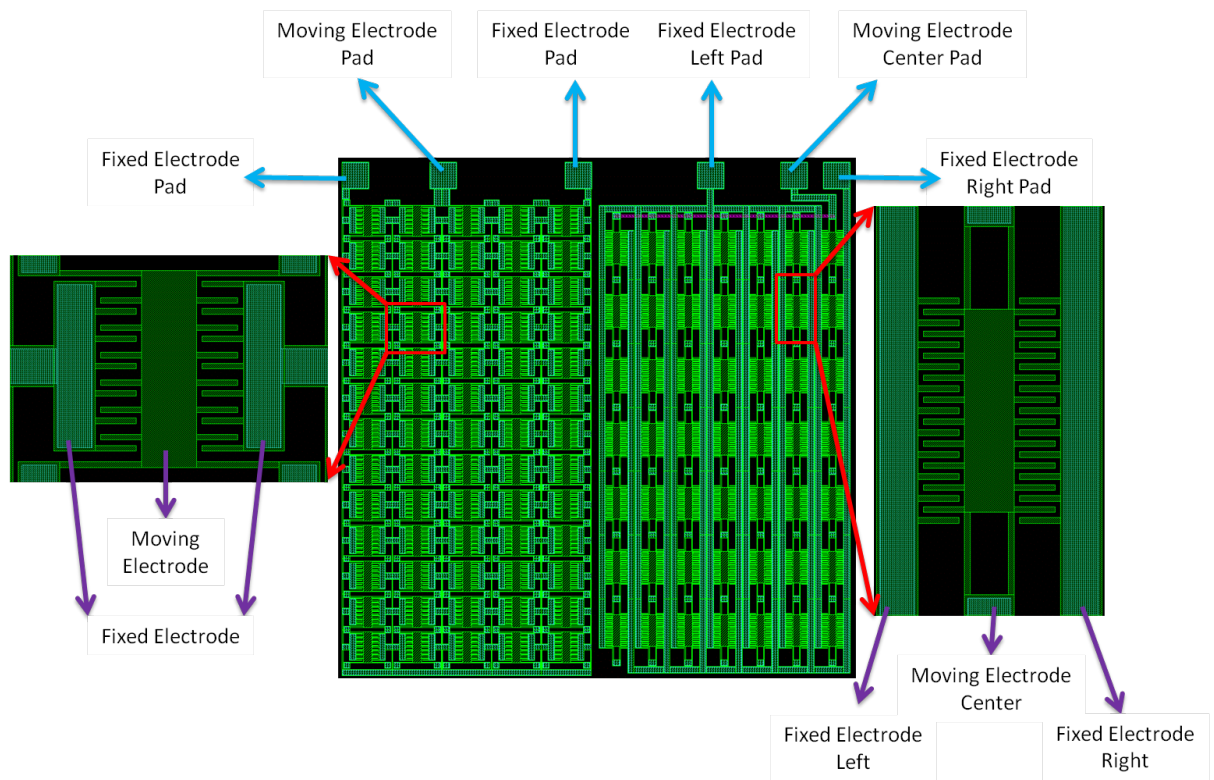 Moving Electrode
Pad
Fixed Electrode
Pad
Fixed Electrode
Left Pad
Moving Electrode
Center Pad
Fixed Electrode
Pad
Fixed Electrode
Right Pad
Moving
Electrode
Fixed Electrode
Moving Electrode
Center
Fixed Electrode
Left
Fixed Electrode
Right